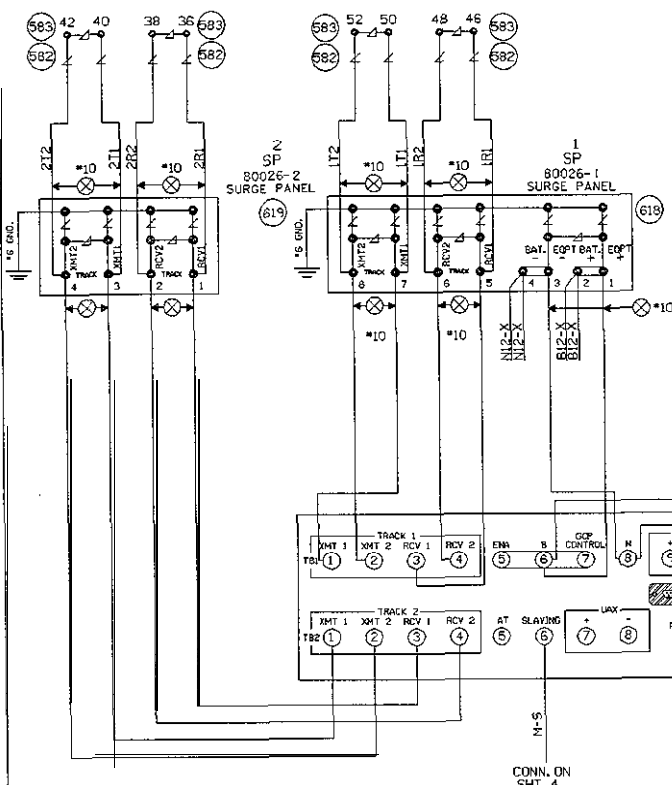 583 42 40 38 36 583
582 582
583 52 50 48 46 583
582 582
2T2 2T1 2R2 2R1
1T2 1T1 1R2 1R1
*10 *10
*10 *10
2
SP
80026-2
SURGE PANEL
619
1
SP
80026-1
SURGE PANEL
618
*6 GND.
XMT2 XMT1 RCV2 RCV1
TRACK TRACK
4 3 2 1
*6 GND.
XMT2 XMT1 RCV2 RCV1
TRACK TRACK
BAT. EQPT BAT. EQPT
- - + +
8 7 6 5 4 3 2 1
N12-X N12-X B12-X B12-X
*10
*10 *10
TRACK 1
XMT 1 XMT 2 RCV 1 RCV 2 ENA B GCP CONTROL N +
TB1 1 2 3 4 5 6 7 8 9
TRACK 2
XMT 1 XMT 2 RCV 1 RCV 2 AT SLAVING UAX + -
TB2 1 2 3 4 5 6 7 8
M-S
CONN. ON
SHT 4